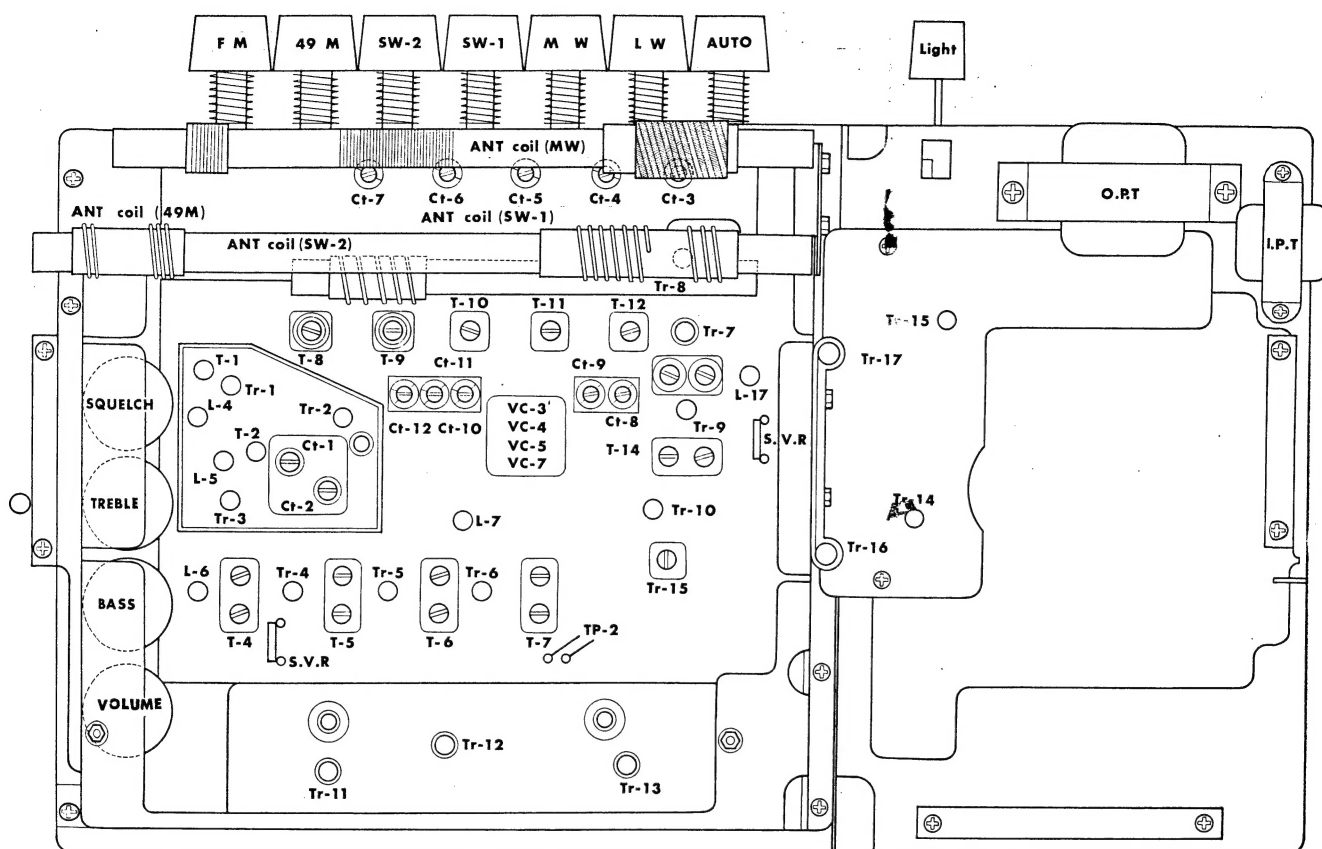 FM 49 M SW-2 SW-1 M W L W AUTO Light
ANT coil (MW)
Ct-7 Ct-6 Ct-5 Ct-4 Ct-3
O.P.T
ANT coil (49M)
ANT coil (SW-1)
ANT coil (SW-2)
I.P.T
Tr-8
T-10 T-11 T-12
Tr-15
Tr-7
T-8 T-9 Ct-11 Ct-9
Tr-17
T-1
Tr-1
L-17
SQUELCH
L-4
Tr-2
VC-3'
Ct-12 Ct-10
Ct-8
Tr-9
VC-4
T-2
Ct-1
VC-5
T-14
S.V.R
VC-7
L-5
TREBLE
Ct-2
Tr-14
Tr-3
L-7
Tr-10
Tr-16
L-6 Tr-4 Tr-5 Tr-6
Tr-15
BASS
T-4 T-5 T-6 T-7
TP-2
S.V.R
VOLUME
Tr-12
Tr-11
Tr-13